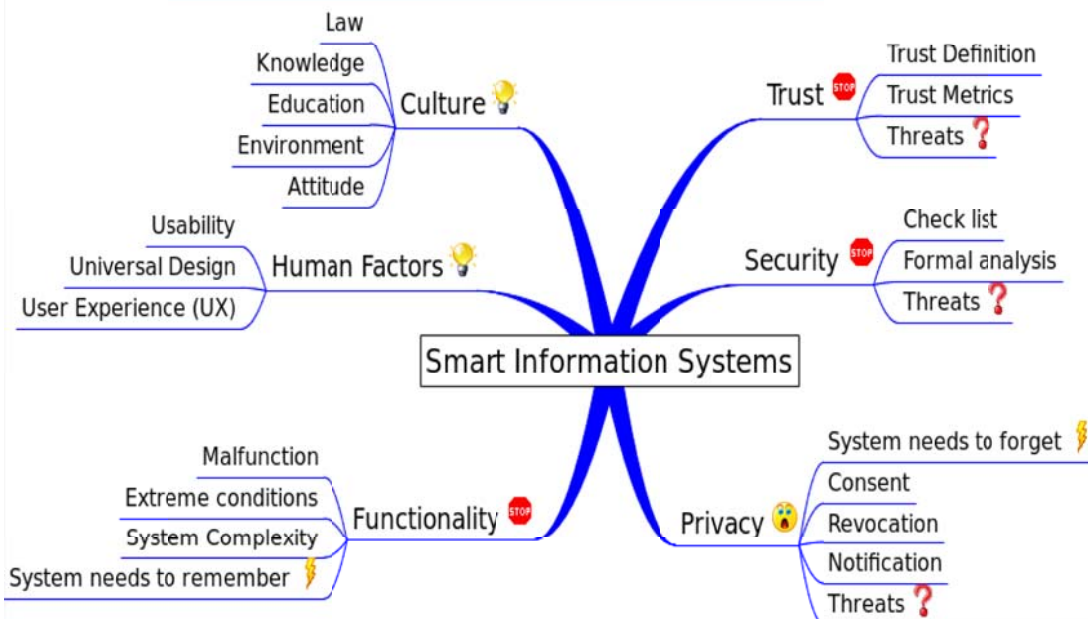 Smart Information Systems
Culture
Law
Knowledge
Education
Environment
Attitude
Human Factors
Usability
Universal Design
User Experience (UX)
Functionality
STOP
Malfunction
Extreme conditions
System Complexity
System needs to remember
Trust
STOP
Trust Definition
Trust Metrics
Threats ?
Security
STOP
Check list
Formal analysis
Threats ?
Privacy
System needs to forget
Consent
Revocation
Notification
Threats ?